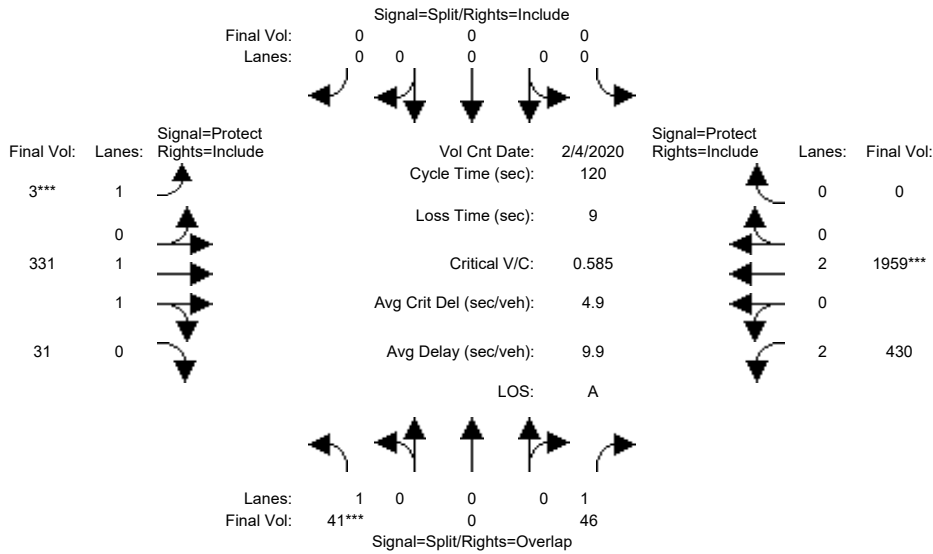 Signal=Split/Rights=Include
Final Vol: 0 0 0
Lanes: 0 0 0 0 0
Signal=Protect Signal=Protect
Final Vol: Lanes: Rights=Include Vol Cnt Date: 2/4/2020 Rights=Include Lanes: Final Vol:
Cycle Time (sec): 120
3*** 1 0 0
Loss Time (sec): 9
0 0
331 1 Critical V/C: 0.585 2 1959***
1 Avg Crit Del (sec/veh): 4.9 0
31 0 Avg Delay (sec/veh): 9.9 2 430
LOS: A
Lanes: 1 0 0 0 1
Final Vol: 41*** 0 46
Signal=Split/Rights=Overlap